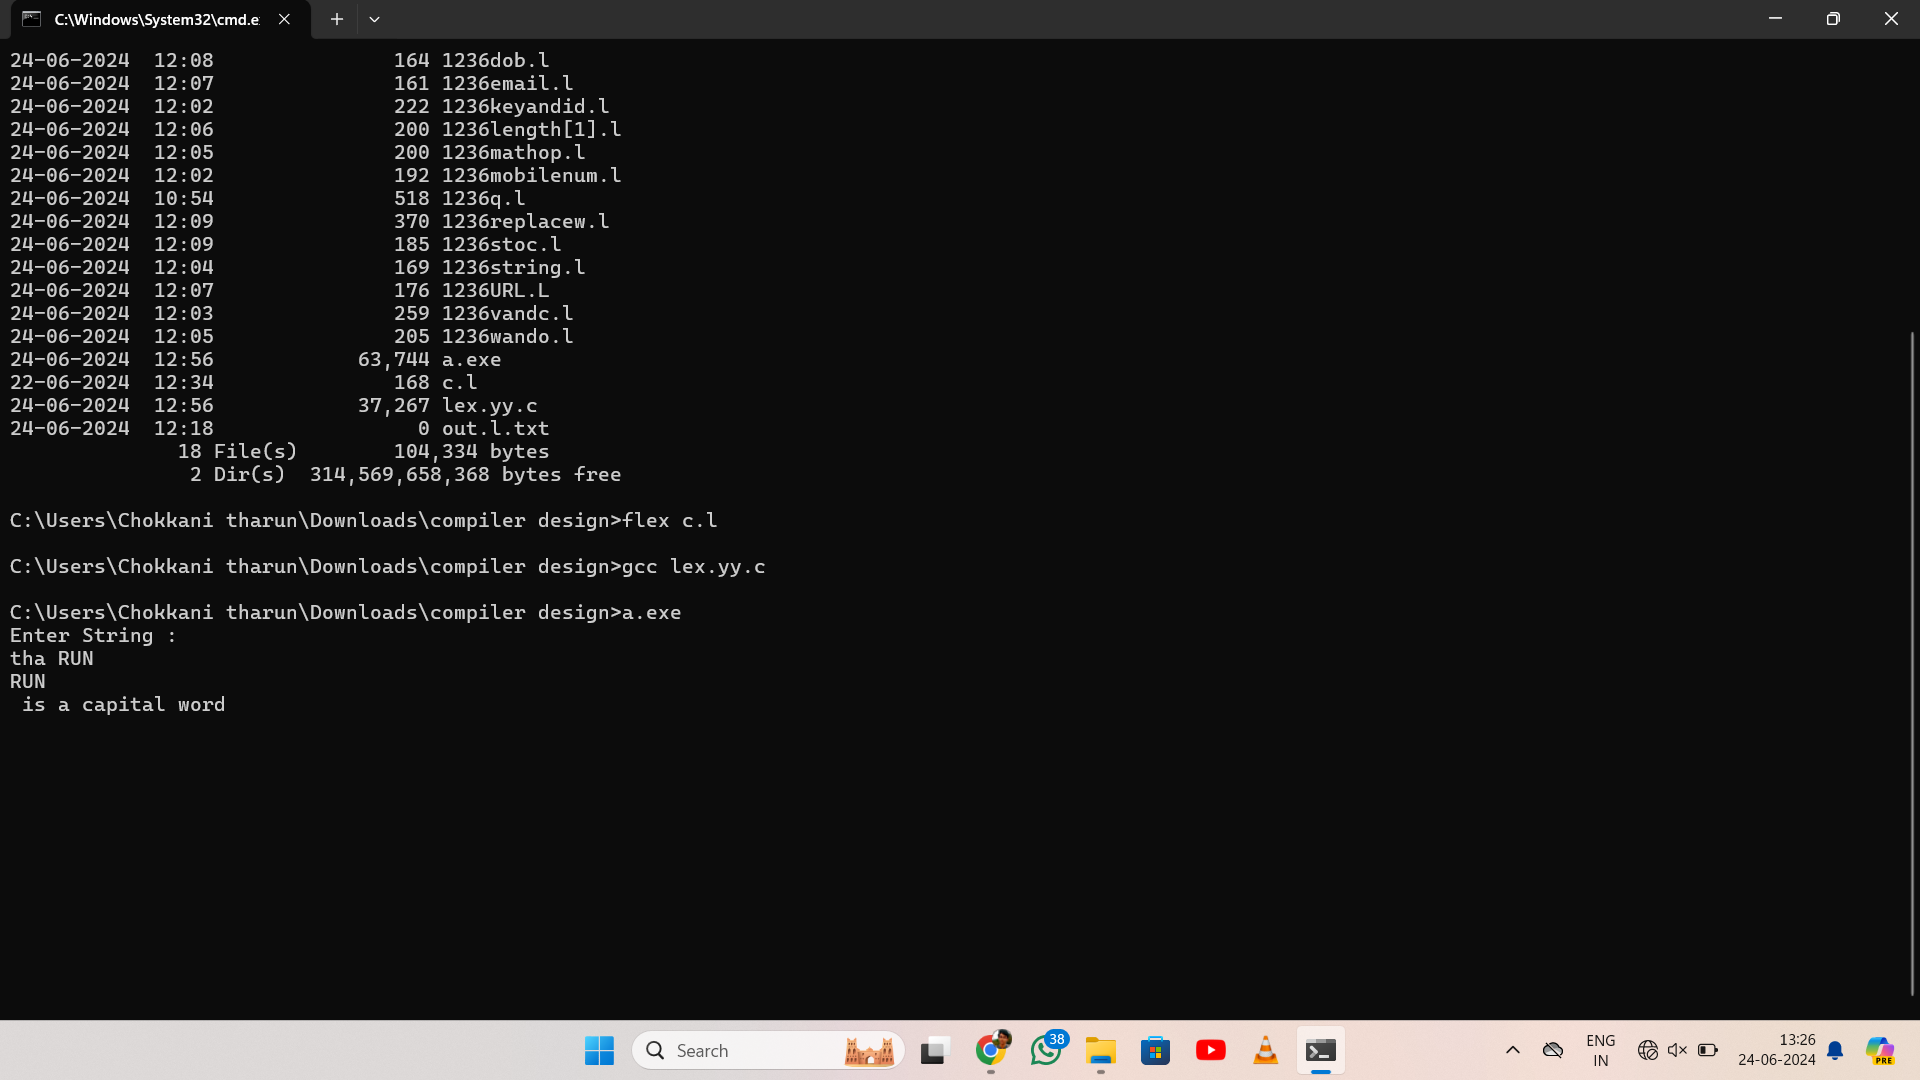 C:\Windows\System32\cmd.e
24-06-2024  12:08               164 1236dob.l
24-06-2024  12:07               161 1236email.l
24-06-2024  12:02               222 1236keyandid.l
24-06-2024  12:06               200 1236length[1].l
24-06-2024  12:05               200 1236mathop.l
24-06-2024  12:02               192 1236mobilenum.l
24-06-2024  10:54               518 1236q.l
24-06-2024  12:09               370 1236replacew.l
24-06-2024  12:09               185 1236stoc.l
24-06-2024  12:04               169 1236string.l
24-06-2024  12:07               176 1236URL.L
24-06-2024  12:03               259 1236vandc.l
24-06-2024  12:05               205 1236wando.l
24-06-2024  12:56            63,744 a.exe
22-06-2024  12:34               168 c.l
24-06-2024  12:56            37,267 lex.yy.c
24-06-2024  12:18                 0 out.l.txt
              18 File(s)        104,334 bytes
               2 Dir(s)  314,569,658,368 bytes free
C:\Users\Chokkani tharun\Downloads\compiler design>flex c.l
C:\Users\Chokkani tharun\Downloads\compiler design>gcc lex.yy.c
C:\Users\Chokkani tharun\Downloads\compiler design>a.exe
Enter String :
tha RUN
RUN
 is a capital word
Search
38
ENG
IN
13:26
24-06-2024
PRE